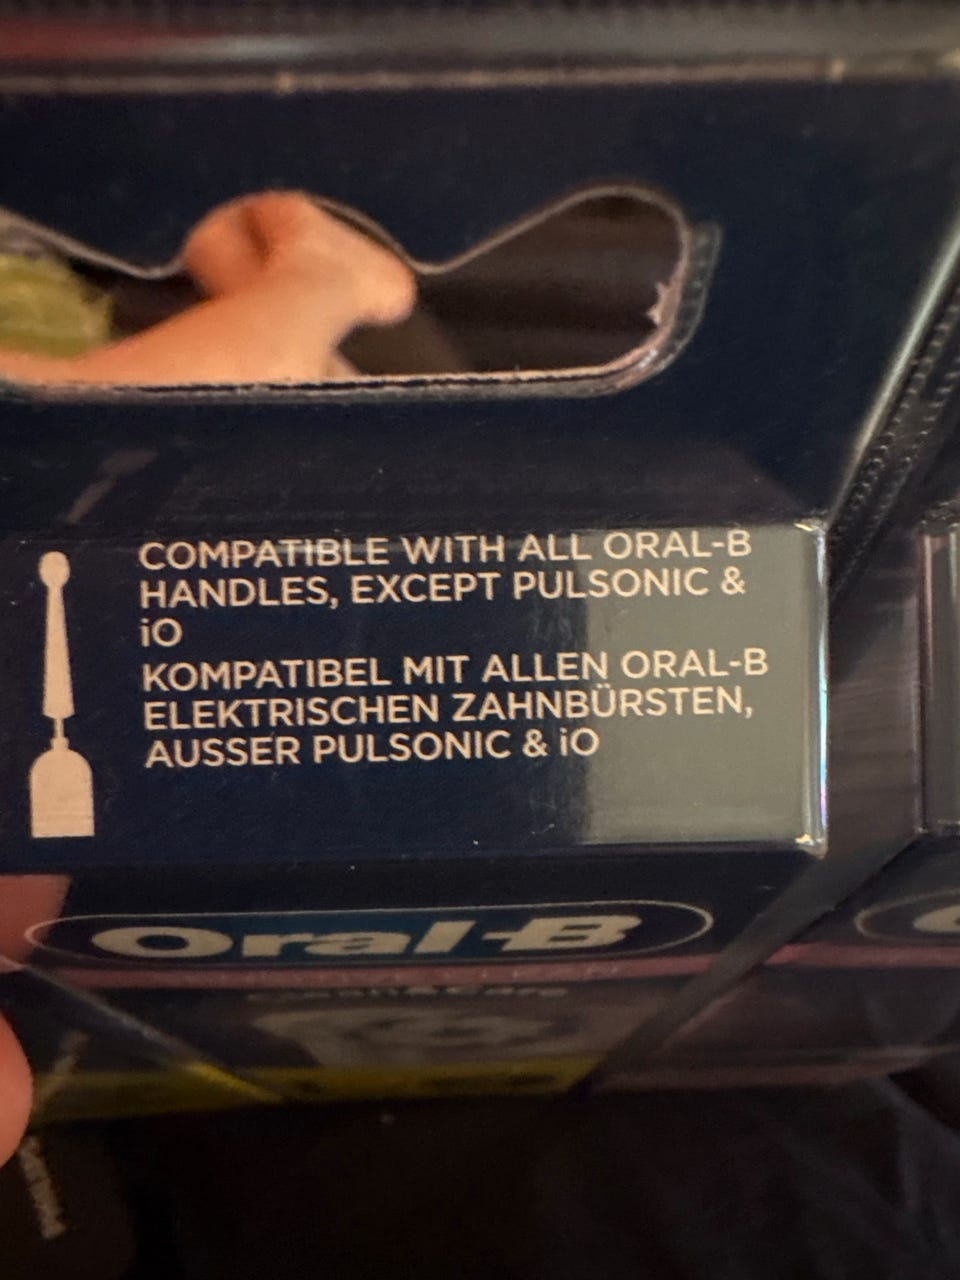 COMPATIBLE WITH ALL ORAL-B
HANDLES, EXCEPT PULSONIC &
iO
KOMPATIBEL MIT ALLEN ORAL-B
ELEKTRISCHEN ZAHNBÜRSTEN,
AUSSER PULSONIC & iO
Oral-B